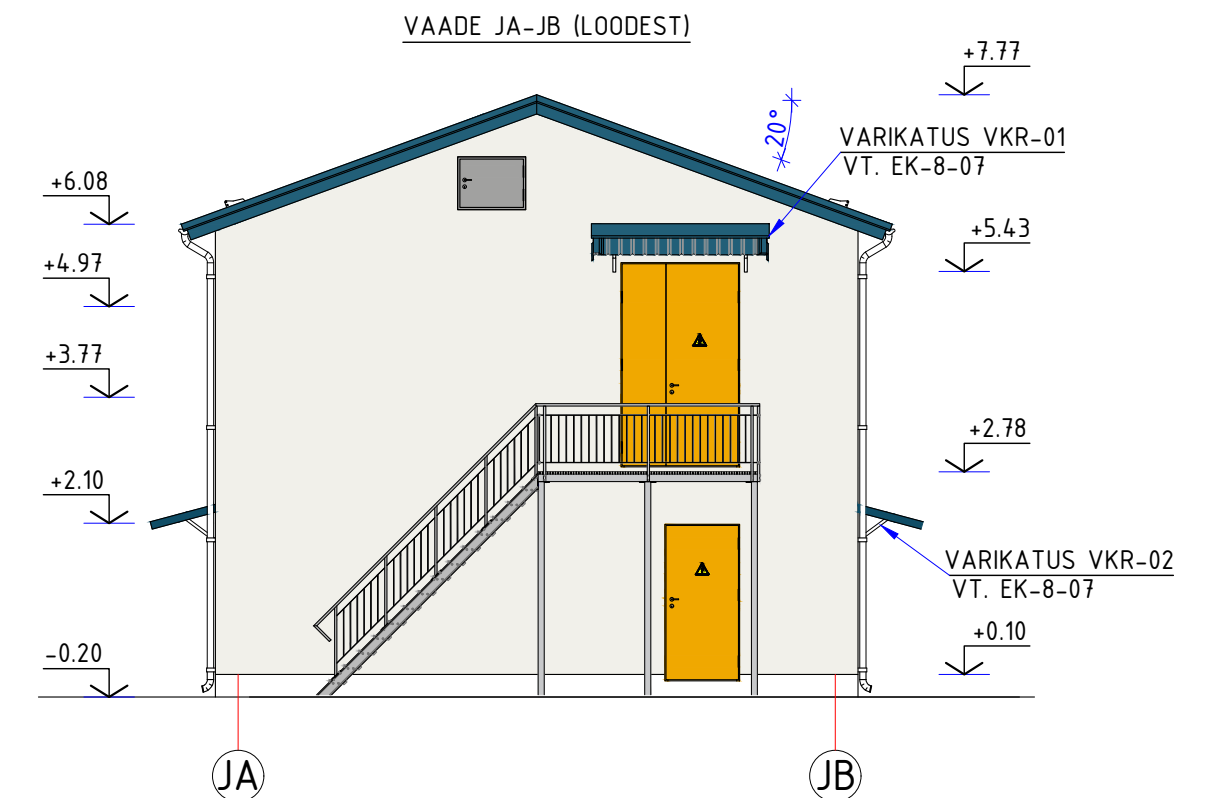 VAADE JA-JB (LOODEST)
+7.77
20°
VARIKATUS VKR-01
VT. EK-8-07
+6.08
+5.43
+4.97
+3.77
+2.78
+2.10
VARIKATUS VKR-02
VT. EK-8-07
+0.10
-0.20
JA
JB